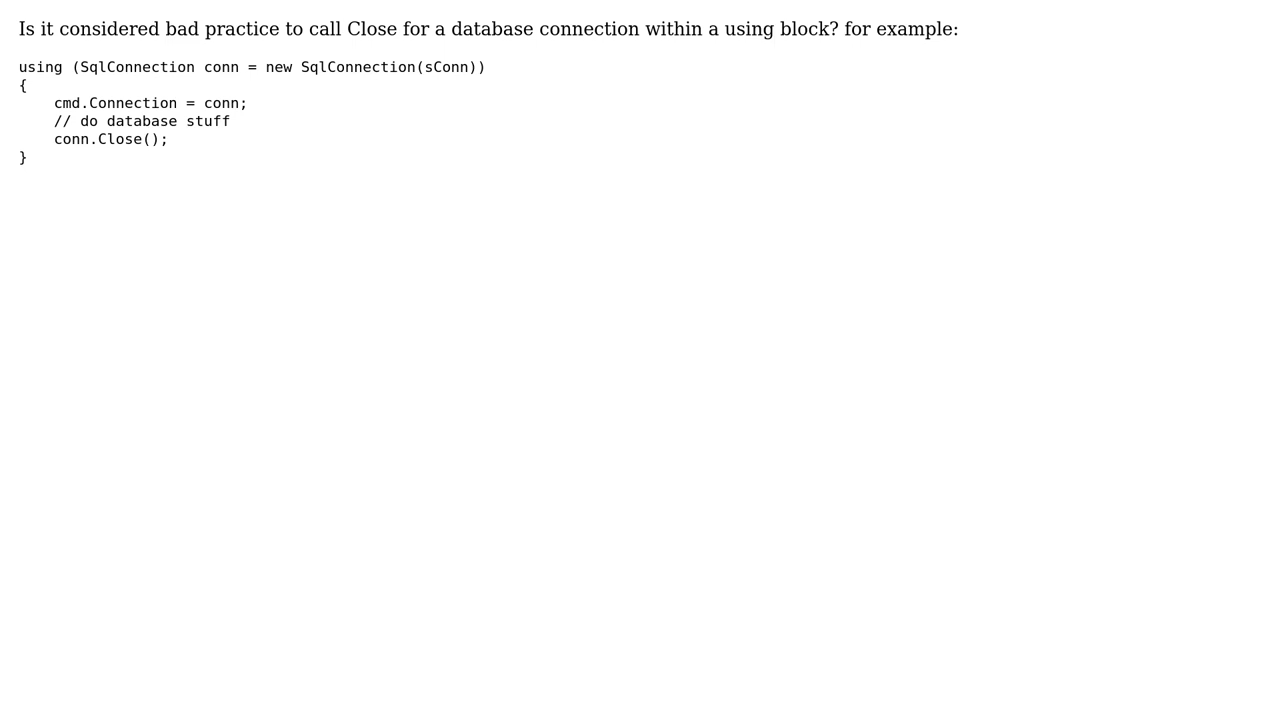 Is it considered bad practice to call Close for a database connection within a using block? for example:
using (SqlConnection conn = new SqlConnection(sConn))
{
    cmd.Connection = conn;
    // do database stuff
    conn.Close();
}